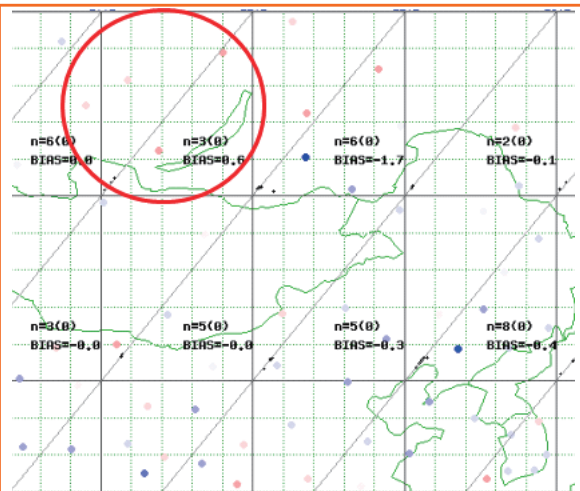 n=6(0)
BIAS=0.0
n=3(0)
BIAS=0.6
n=6(0)
BIAS=-1.7
n=2(0)
BIAS=-0.1
n=3(0)
BIAS=-0.0
n=5(0)
BIAS=-0.0
n=5(0)
BIAS=-0.3
n=8(0)
BIAS=-0.4